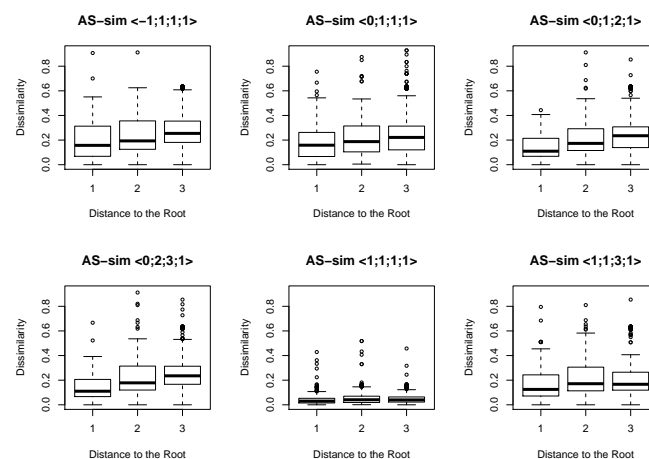 AS−sim <−1;1;1;1>
Dissimilarity
0.0 0.2 0.4 0.6 0.8
1 2 3
Distance to the Root
AS−sim <0;1;1;1>
Dissimilarity
0.0 0.2 0.4 0.6 0.8
1 2 3
Distance to the Root
AS−sim <0;1;2;1>
Dissimilarity
0.0 0.2 0.4 0.6 0.8
1 2 3
Distance to the Root
AS−sim <0;2;3;1>
Dissimilarity
0.0 0.2 0.4 0.6 0.8
1 2 3
Distance to the Root
AS−sim <1;1;1;1>
Dissimilarity
0.0 0.2 0.4 0.6 0.8
1 2 3
Distance to the Root
AS−sim <1;1;3;1>
Dissimilarity
0.0 0.2 0.4 0.6 0.8
1 2 3
Distance to the Root